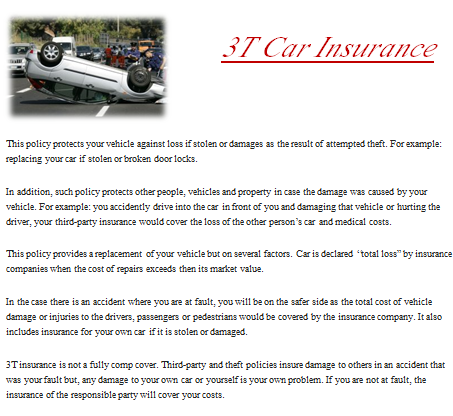 3T Car Insurance
This policy protects your vehicle against loss if stolen or damages as the result of attempted theft. For example:
replacing your car if stolen or broken door locks.
In addition, such policy protects other people, vehicles and property in case the damage was caused by your
vehicle. For example: you accidently drive into the car in front of you and damaging that vehicle or hurting the
driver, your third-party insurance would cover the loss of the other person's car and medical costs.
This policy provides a replacement of your vehicle but on several factors. Car is declared "total loss" by insurance
companies when the cost of repairs exceeds then its market value.
In the case there is an accident where you are at fault, you will be on the safer side as the total cost of vehicle
damage or injuries to the drivers, passengers or pedestrians would be covered by the insurance company. It also
includes insurance for your own car if it is stolen or damaged.
3T insurance is not a fully comp cover. Third-party and theft policies insure damage to others in an accident that
was your fault but, any damage to your own car or yourself is your own problem. If you are not at fault, the
insurance of the responsible party will cover your costs.